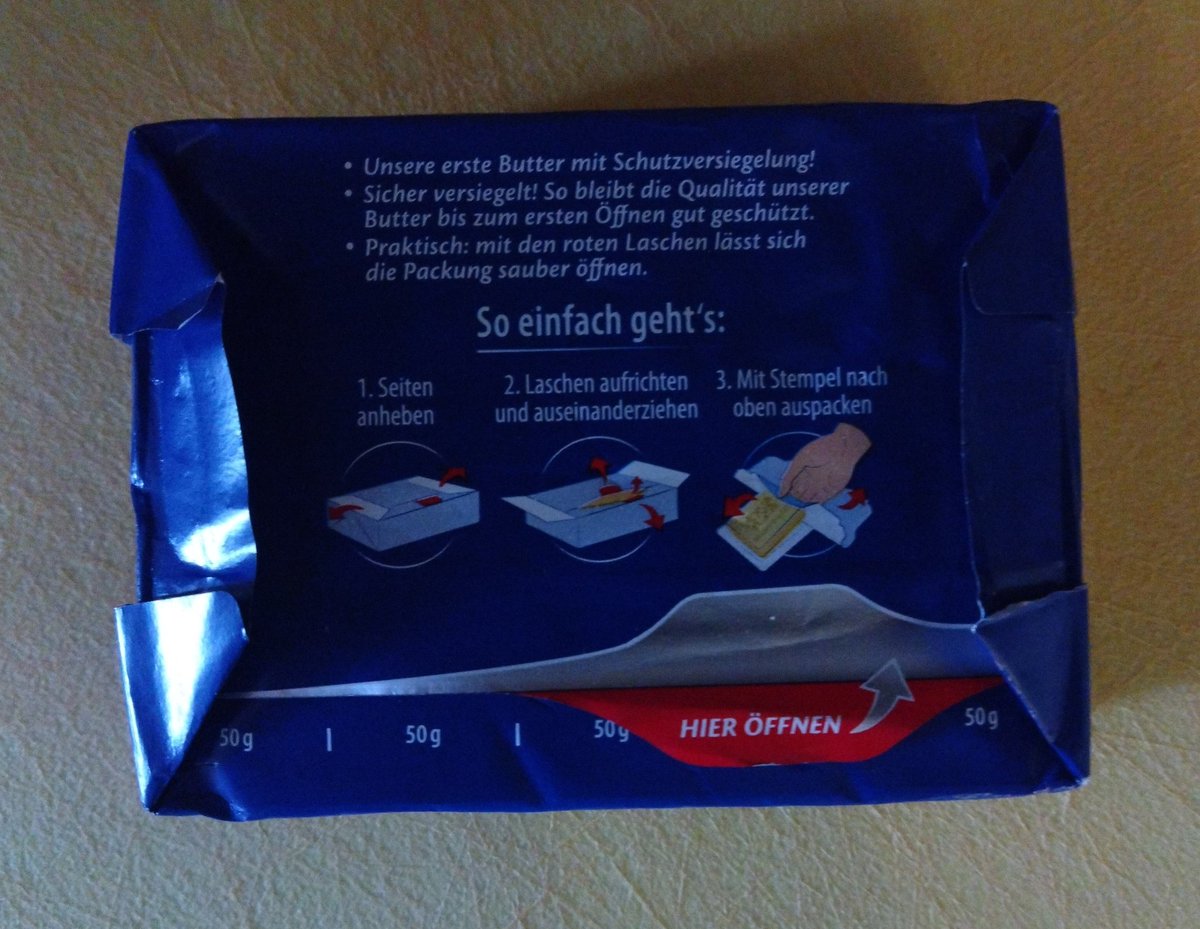 • Unsere erste Butter mit Schutzversiegelung!
• Sicher versiegelt! So bleibt die Qualität unserer
Butter bis zum ersten Öffnen gut geschützt.
• Praktisch: mit den roten Laschen lässt sich
die Packung sauber öffnen.
So einfach geht's:
1. Seiten
anheben
2. Laschen aufrichten
und auseinanderziehen
3. Mit Stempel nach
oben auspacken
50g | 50g | 50g HIER ÖFFNEN 50g